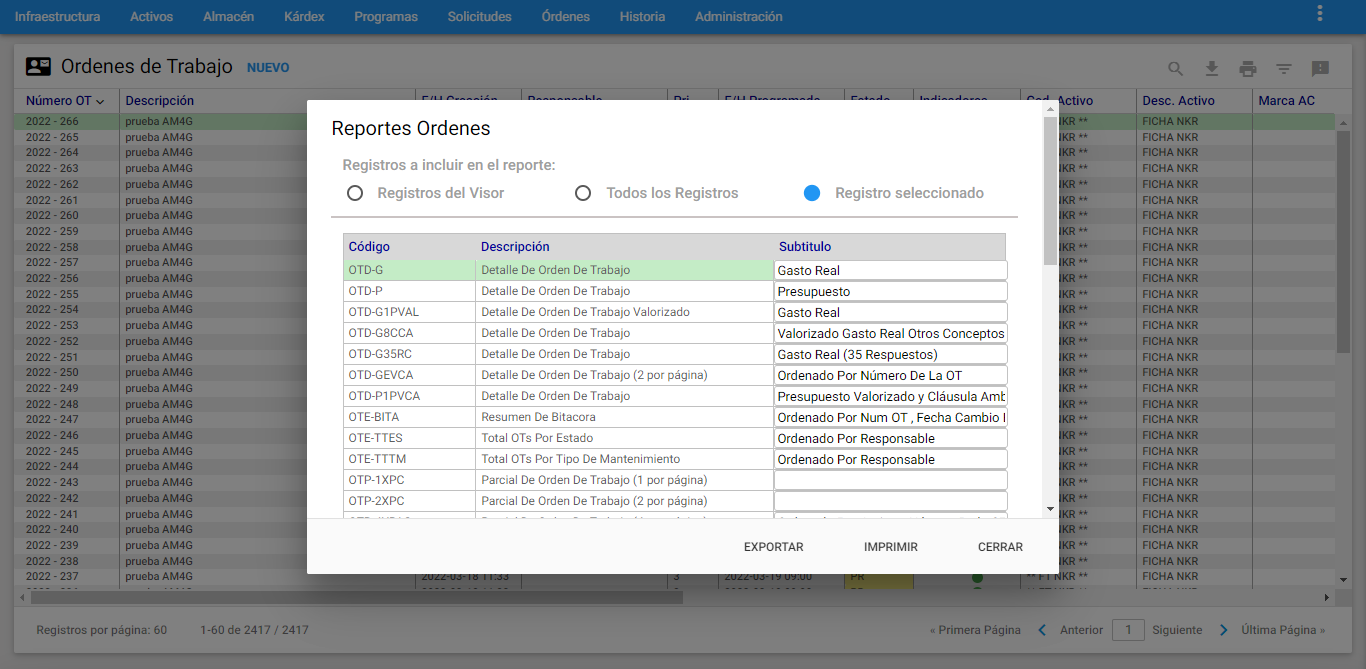 Infraestructura Activos Almacén Kárdex Programas Solicitudes Órdenes Historia Administración
Ordenes de Trabajo NUEVO
Número OT Descripción F/H Creación Responsable Pri F/H Programada Estado Indicadores Cod. Activo Desc. Activo Marca AC
2022 - 266 prueba AM4G NKR ** FICHA NKR
2022 - 265 prueba AM4G NKR ** FICHA NKR
2022 - 264 prueba AM4G NKR ** FICHA NKR
2022 - 263 prueba AM4G NKR ** FICHA NKR
2022 - 262 prueba AM4G NKR ** FICHA NKR
2022 - 261 prueba AM4G NKR ** FICHA NKR
2022 - 260 prueba AM4G NKR ** FICHA NKR
2022 - 259 prueba AM4G NKR ** FICHA NKR
2022 - 258 prueba AM4G NKR ** FICHA NKR
2022 - 257 prueba AM4G NKR ** FICHA NKR
2022 - 256 prueba AM4G NKR ** FICHA NKR
2022 - 255 prueba AM4G NKR ** FICHA NKR
2022 - 254 prueba AM4G NKR ** FICHA NKR
2022 - 253 prueba AM4G NKR ** FICHA NKR
2022 - 252 prueba AM4G NKR ** FICHA NKR
2022 - 251 prueba AM4G NKR ** FICHA NKR
2022 - 250 prueba AM4G NKR ** FICHA NKR
2022 - 249 prueba AM4G NKR ** FICHA NKR
2022 - 248 prueba AM4G NKR ** FICHA NKR
2022 - 247 prueba AM4G NKR ** FICHA NKR
2022 - 246 prueba AM4G NKR ** FICHA NKR
2022 - 245 prueba AM4G NKR ** FICHA NKR
2022 - 244 prueba AM4G NKR ** FICHA NKR
2022 - 243 prueba AM4G NKR ** FICHA NKR
2022 - 242 prueba AM4G NKR ** FICHA NKR
2022 - 241 prueba AM4G NKR ** FICHA NKR
2022 - 240 prueba AM4G NKR ** FICHA NKR
2022 - 239 prueba AM4G NKR ** FICHA NKR
2022 - 238 prueba AM4G NKR ** FICHA NKR
2022 - 237 prueba AM4G 2022-03-18 11:33 3 2022-03-19 09:00 PR ** FT NKR ** FICHA NKR
Reportes Ordenes
Registros a incluir en el reporte:
Registros del Visor Todos los Registros Registro seleccionado
Código Descripción Subtitulo
OTD-G Detalle De Orden De Trabajo Gasto Real
OTD-P Detalle De Orden De Trabajo Presupuesto
OTD-G1PVAL Detalle De Orden De Trabajo Valorizado Gasto Real
OTD-G8CCA Detalle De Orden De Trabajo Valorizado Gasto Real Otros Conceptos
OTD-G35RC Detalle De Orden De Trabajo Gasto Real (35 Respuestos)
OTD-GEVCA Detalle De Orden De Trabajo (2 por página) Ordenado Por Número De La OT
OTD-P1PVCA Detalle De Orden De Trabajo Presupuesto Valorizado y Cláusula Amb
OTE-BITA Resumen De Bitacora Ordenado Por Num OT , Fecha Cambio
OTE-TTES Total OTs Por Estado Ordenado Por Responsable
OTE-TTTM Total OTs Por Tipo De Mantenimiento Ordenado Por Responsable
OTP-1XPC Parcial De Orden De Trabajo (1 por página)
OTP-2XPC Parcial De Orden De Trabajo (2 por página)
EXPORTAR IMPRIMIR CERRAR
Registros por página: 60 1-60 de 2417 / 2417 « Primera Página Anterior 1 Siguiente Última Página »